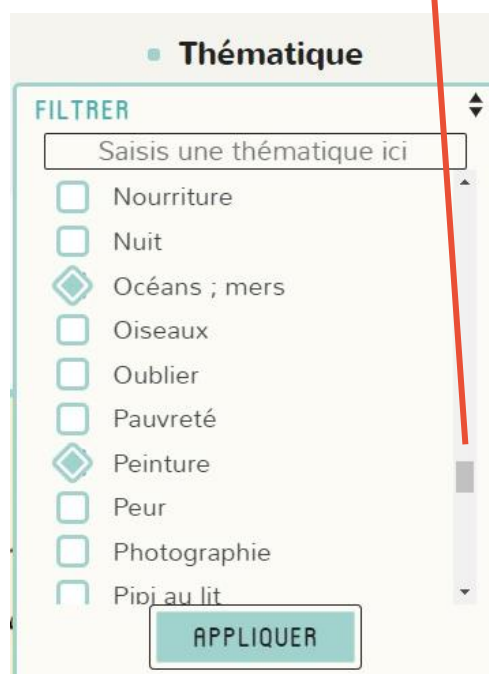 Thématique
FILTRER
Saisis une thématique ici
Nourriture
Nuit
Océans ; mers
Oiseaux
Oublier
Pauvreté
Peinture
Peur
Photographie
Pipi au lit
APPLIQUER